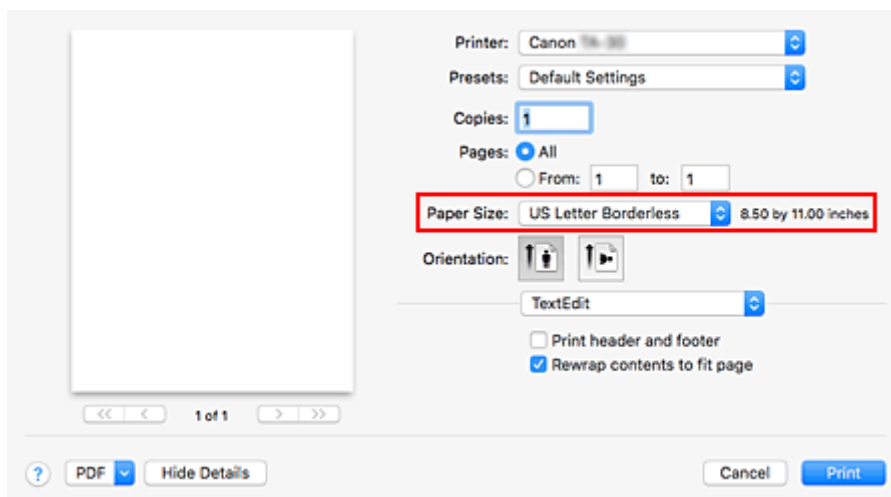 Printer: Canon
Presets: Default Settings
Copies: 1
Pages: All
From: 1 to: 1
Paper Size: US Letter Borderless 8.50 by 11.00 inches
Orientation:
TextEdit
Print header and footer
Rewrap contents to fit page
<< < 1 of 1 > >>
? PDF Hide Details Cancel Print